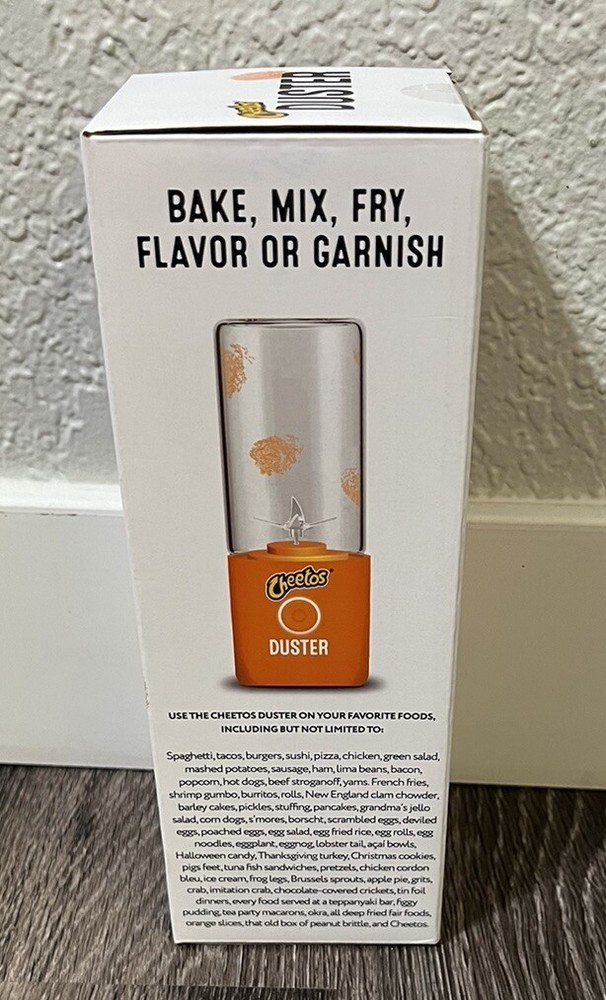 Cheetos
DUSTER
BAKE, MIX, FRY,
FLAVOR OR GARNISH
Cheetos
DUSTER
USE THE CHEETOS DUSTER ON YOUR FAVORITE FOODS,
INCLUDING BUT NOT LIMITED TO:
Spaghetti, tacos, burgers, sushi, pizza, chicken, green salad,
mashed potatoes, sausage, ham, lima beans, bacon,
popcorn, hot dogs, beef stroganoff, yams. French fries,
shrimp gumbo, burritos, rolls, New England clam chowder,
barley cakes, pickles, stuffing, pancakes, grandma's jello
salad, corn dogs, s'mores, borscht, scrambled eggs, deviled
eggs, poached eggs, egg salad, egg fried rice, egg rolls, egg
noodles, eggplant, eggnog, lobster tail, açaí bowls,
Halloween candy, Thanksgiving turkey, Christmas cookies,
pigs feet, tuna fish sandwiches, pretzels, chicken cordon
bleu, ice cream, frog legs, Brussels sprouts, apple pie, grits,
crab, imitation crab, chocolate-covered crickets, tin foil
dinners, every food served at a teppanyaki bar, figgy
pudding, tea party macarons, okra, all deep fried fair foods,
orange slices, that old box of peanut brittle, and Cheetos.